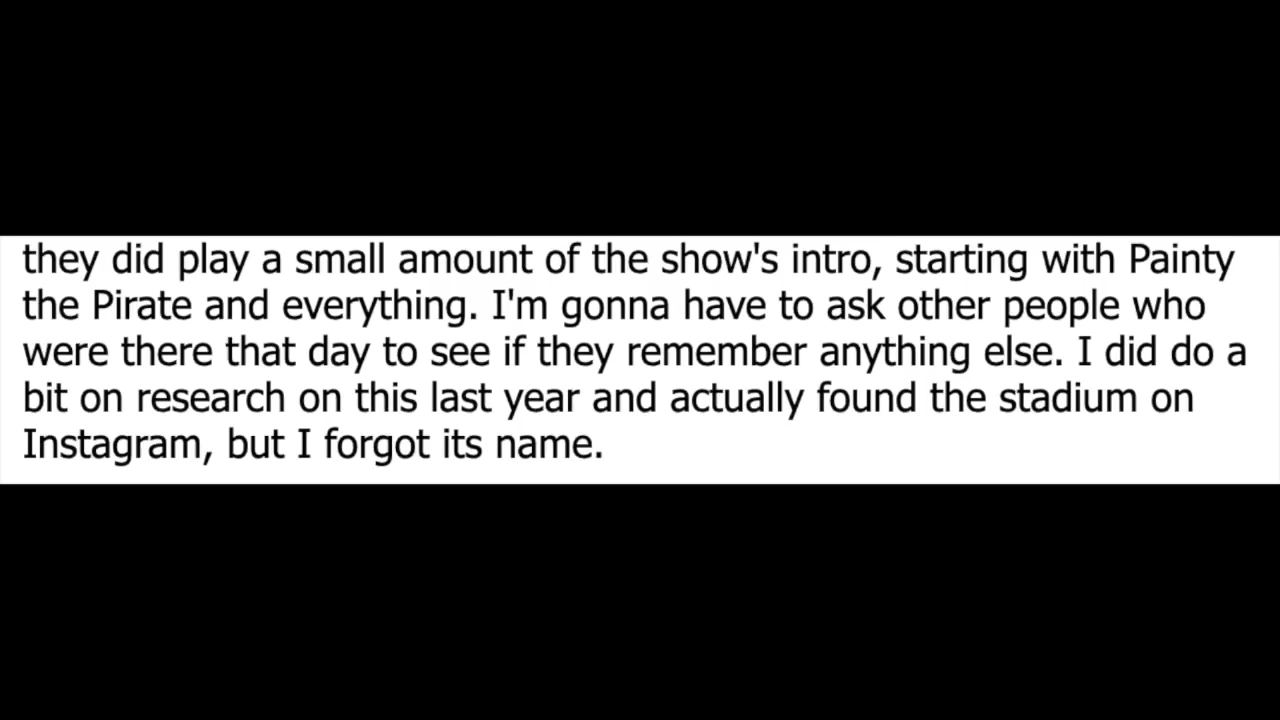 they did play a small amount of the show's intro, starting with Painty
the Pirate and everything. I'm gonna have to ask other people who
were there that day to see if they remember anything else. I did do a
bit on research on this last year and actually found the stadium on
Instagram, but I forgot its name.